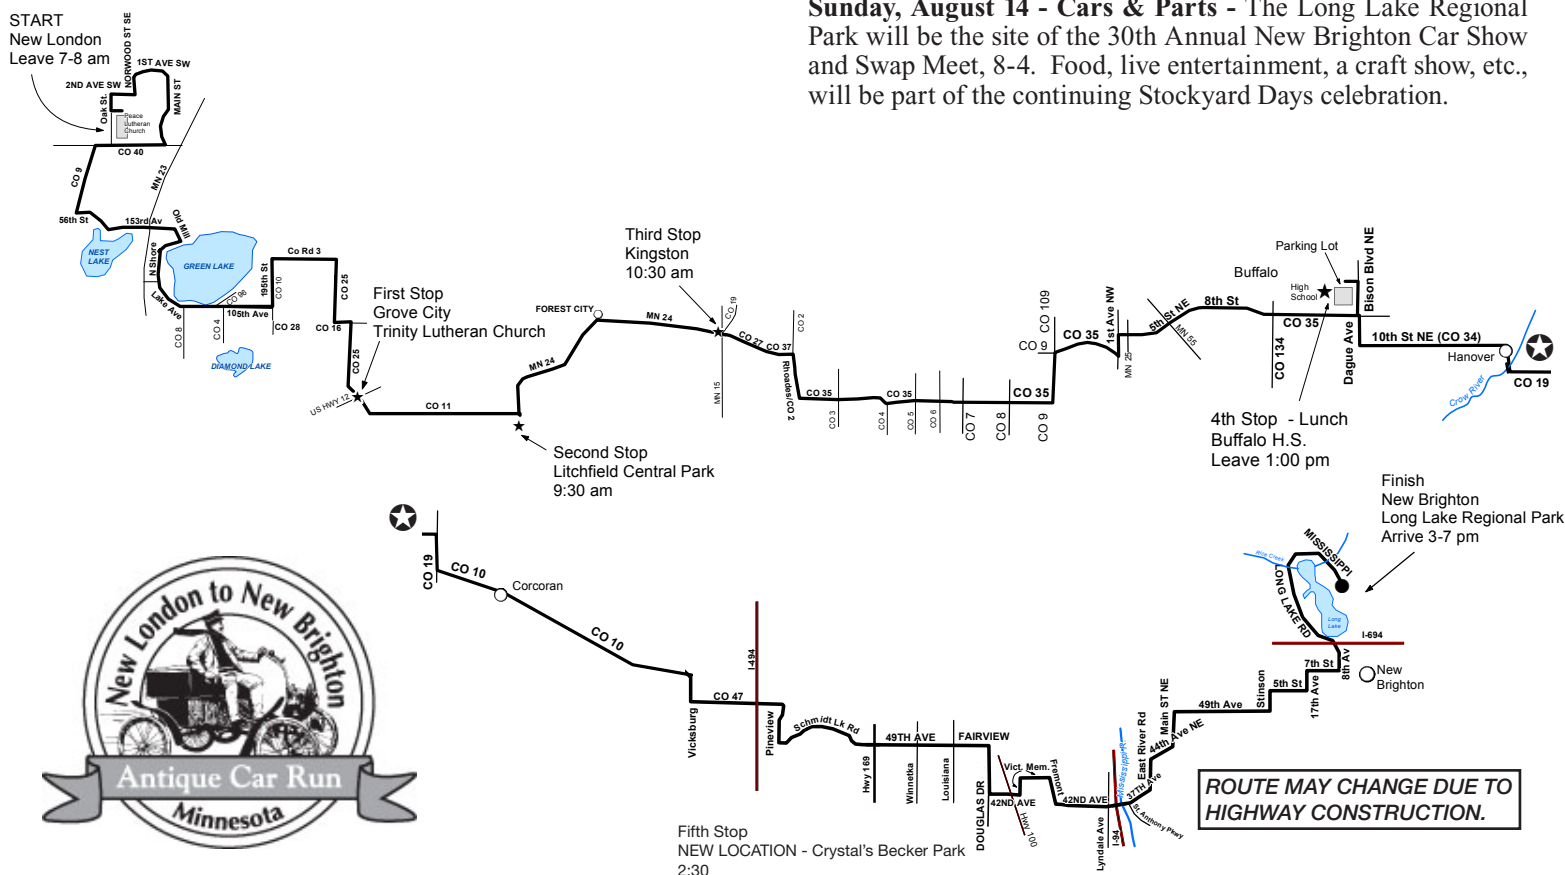 START
New London
Leave 7-8 am
Sunday, August 14 - Cars & Parts - The Long Lake Regional
Park will be the site of the 30th Annual New Brighton Car Show
and Swap Meet, 8-4.  Food, live entertainment, a craft show, etc.,
will be part of the continuing Stockyard Days celebration.
NORWOOD ST SE
1ST AVE SW
2ND AVE SW
Oak St.
MAIN ST
Peace
Lutheran
Church
CO 40
CO 9
MN 23
56th St
153rd Av
Old Mill
NEST
LAKE
N Shore
GREEN LAKE
Lake Ave
CO 8
CO 4
CO 96
105th Ave
DIAMOND LAKE
195th St
CO 10
CO 28
Co Rd 3
CO 25
CO 16
CO 25
US HWY 12
First Stop
Grove City
Trinity Lutheran Church
CO 11
Second Stop
Litchfield Central Park
9:30 am
MN 24
FOREST CITY
MN 24
Third Stop
Kingston
10:30 am
CO 19
MN 15
CO 27
CO 37
CO 2
Rhoades/CO 2
CO 35
CO 3
CO 35
CO 4
CO 5
CO 6
CO 7
CO 8
CO 35
CO 9
CO 9
CO 109
CO 35
1st Ave NW
MN 25
5th St NE
MN 55
8th St
Buffalo
High
School
Parking Lot
Bison Blvd NE
CO 35
CO 134
Dague Ave
10th St NE (CO 34)
Hanover
Crow River
CO 19
4th Stop  - Lunch
Buffalo H.S.
Leave 1:00 pm
CO 19
CO 10
Corcoran
CO 10
Vicksburg
CO 47
I-494
Pineview
Schmidt Lk Rd
Hwy 169
49TH AVE
Winnetka
Louisiana
FAIRVIEW
DOUGLAS DR
42ND AVE
Hwy 100
Vict. Mem.
Fremont
42ND AVE
Lyndale Ave
I-94
Mississippi R.
37TH Ave
St. Anthony Pkwy
East River Rd
44th Ave NE
Main ST NE
49th Ave
Stinson
5th St
17th Ave
7th St
8th Av
I-694
New
Brighton
LONG LAKE RD
Long
Lake
Rice Creek
MISSISSIPPI
Finish
New Brighton
Long Lake Regional Park
Arrive 3-7 pm
Fifth Stop
NEW LOCATION - Crystal's Becker Park
2:30
ROUTE MAY CHANGE DUE TO
HIGHWAY CONSTRUCTION.
New London to New Brighton
Antique Car Run
Minnesota